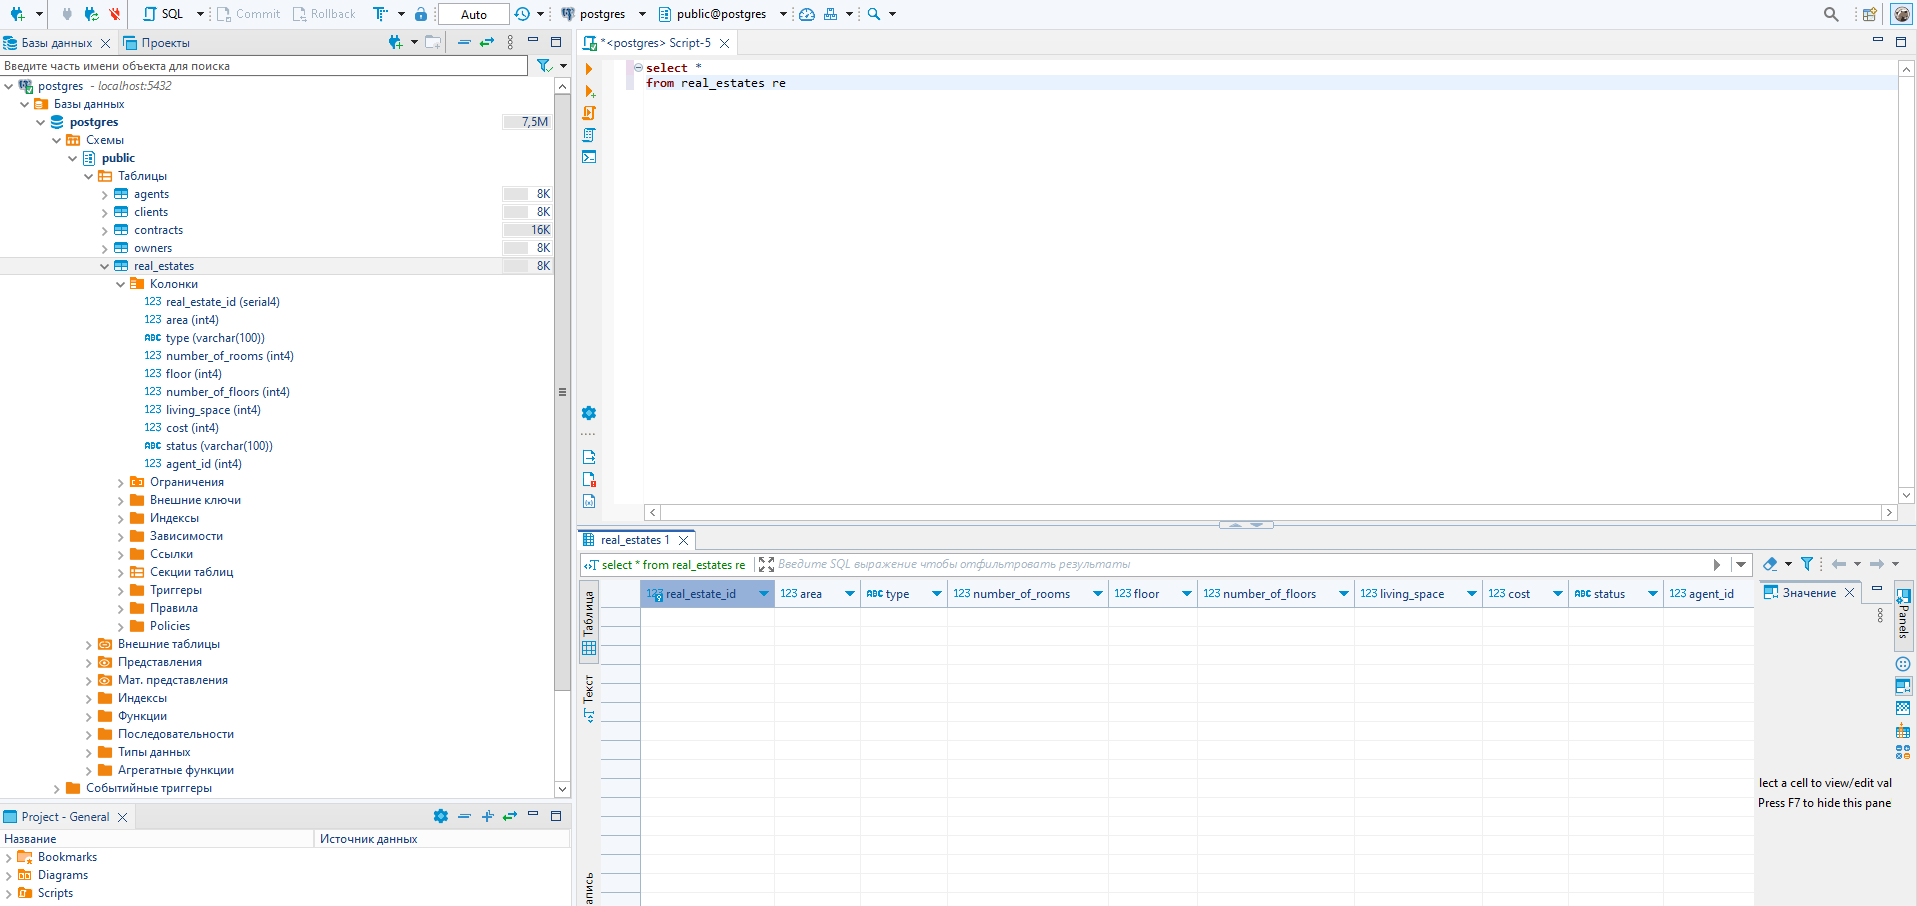 SQL Commit Rollback Auto postgres public@postgres
Базы данных Проекты
Введите часть имени объекта для поиска
postgres - localhost:5432
Базы данных
postgres 7,5M
Схемы
public
Таблицы
agents 8K
clients 8K
contracts 16K
owners 8K
real_estates 8K
Колонки
123 real_estate_id (serial4)
123 area (int4)
ABC type (varchar(100))
123 number_of_rooms (int4)
123 floor (int4)
123 number_of_floors (int4)
123 living_space (int4)
123 cost (int4)
ABC status (varchar(100))
123 agent_id (int4)
Ограничения
Внешние ключи
Индексы
Зависимости
Ссылки
Секции таблиц
Триггеры
Правила
Policies
Внешние таблицы
Представления
Мат. представления
Индексы
Функции
Последовательности
Типы данных
Агрегатные функции
Событийные триггеры
Project - General
Название Источник данных
Bookmarks
Diagrams
Scripts
*<postgres> Script-5
select *
from real_estates re
real_estates 1
select * from real_estates re Введите SQL выражение чтобы отфильтровать результаты
Таблица
Текст
апись
123 real_estate_id 123 area ABC type 123 number_of_rooms 123 floor 123 number_of_floors 123 living_space 123 cost ABC status 123 agent_id
Значение
Panels
lect a cell to view/edit val
Press F7 to hide this pane